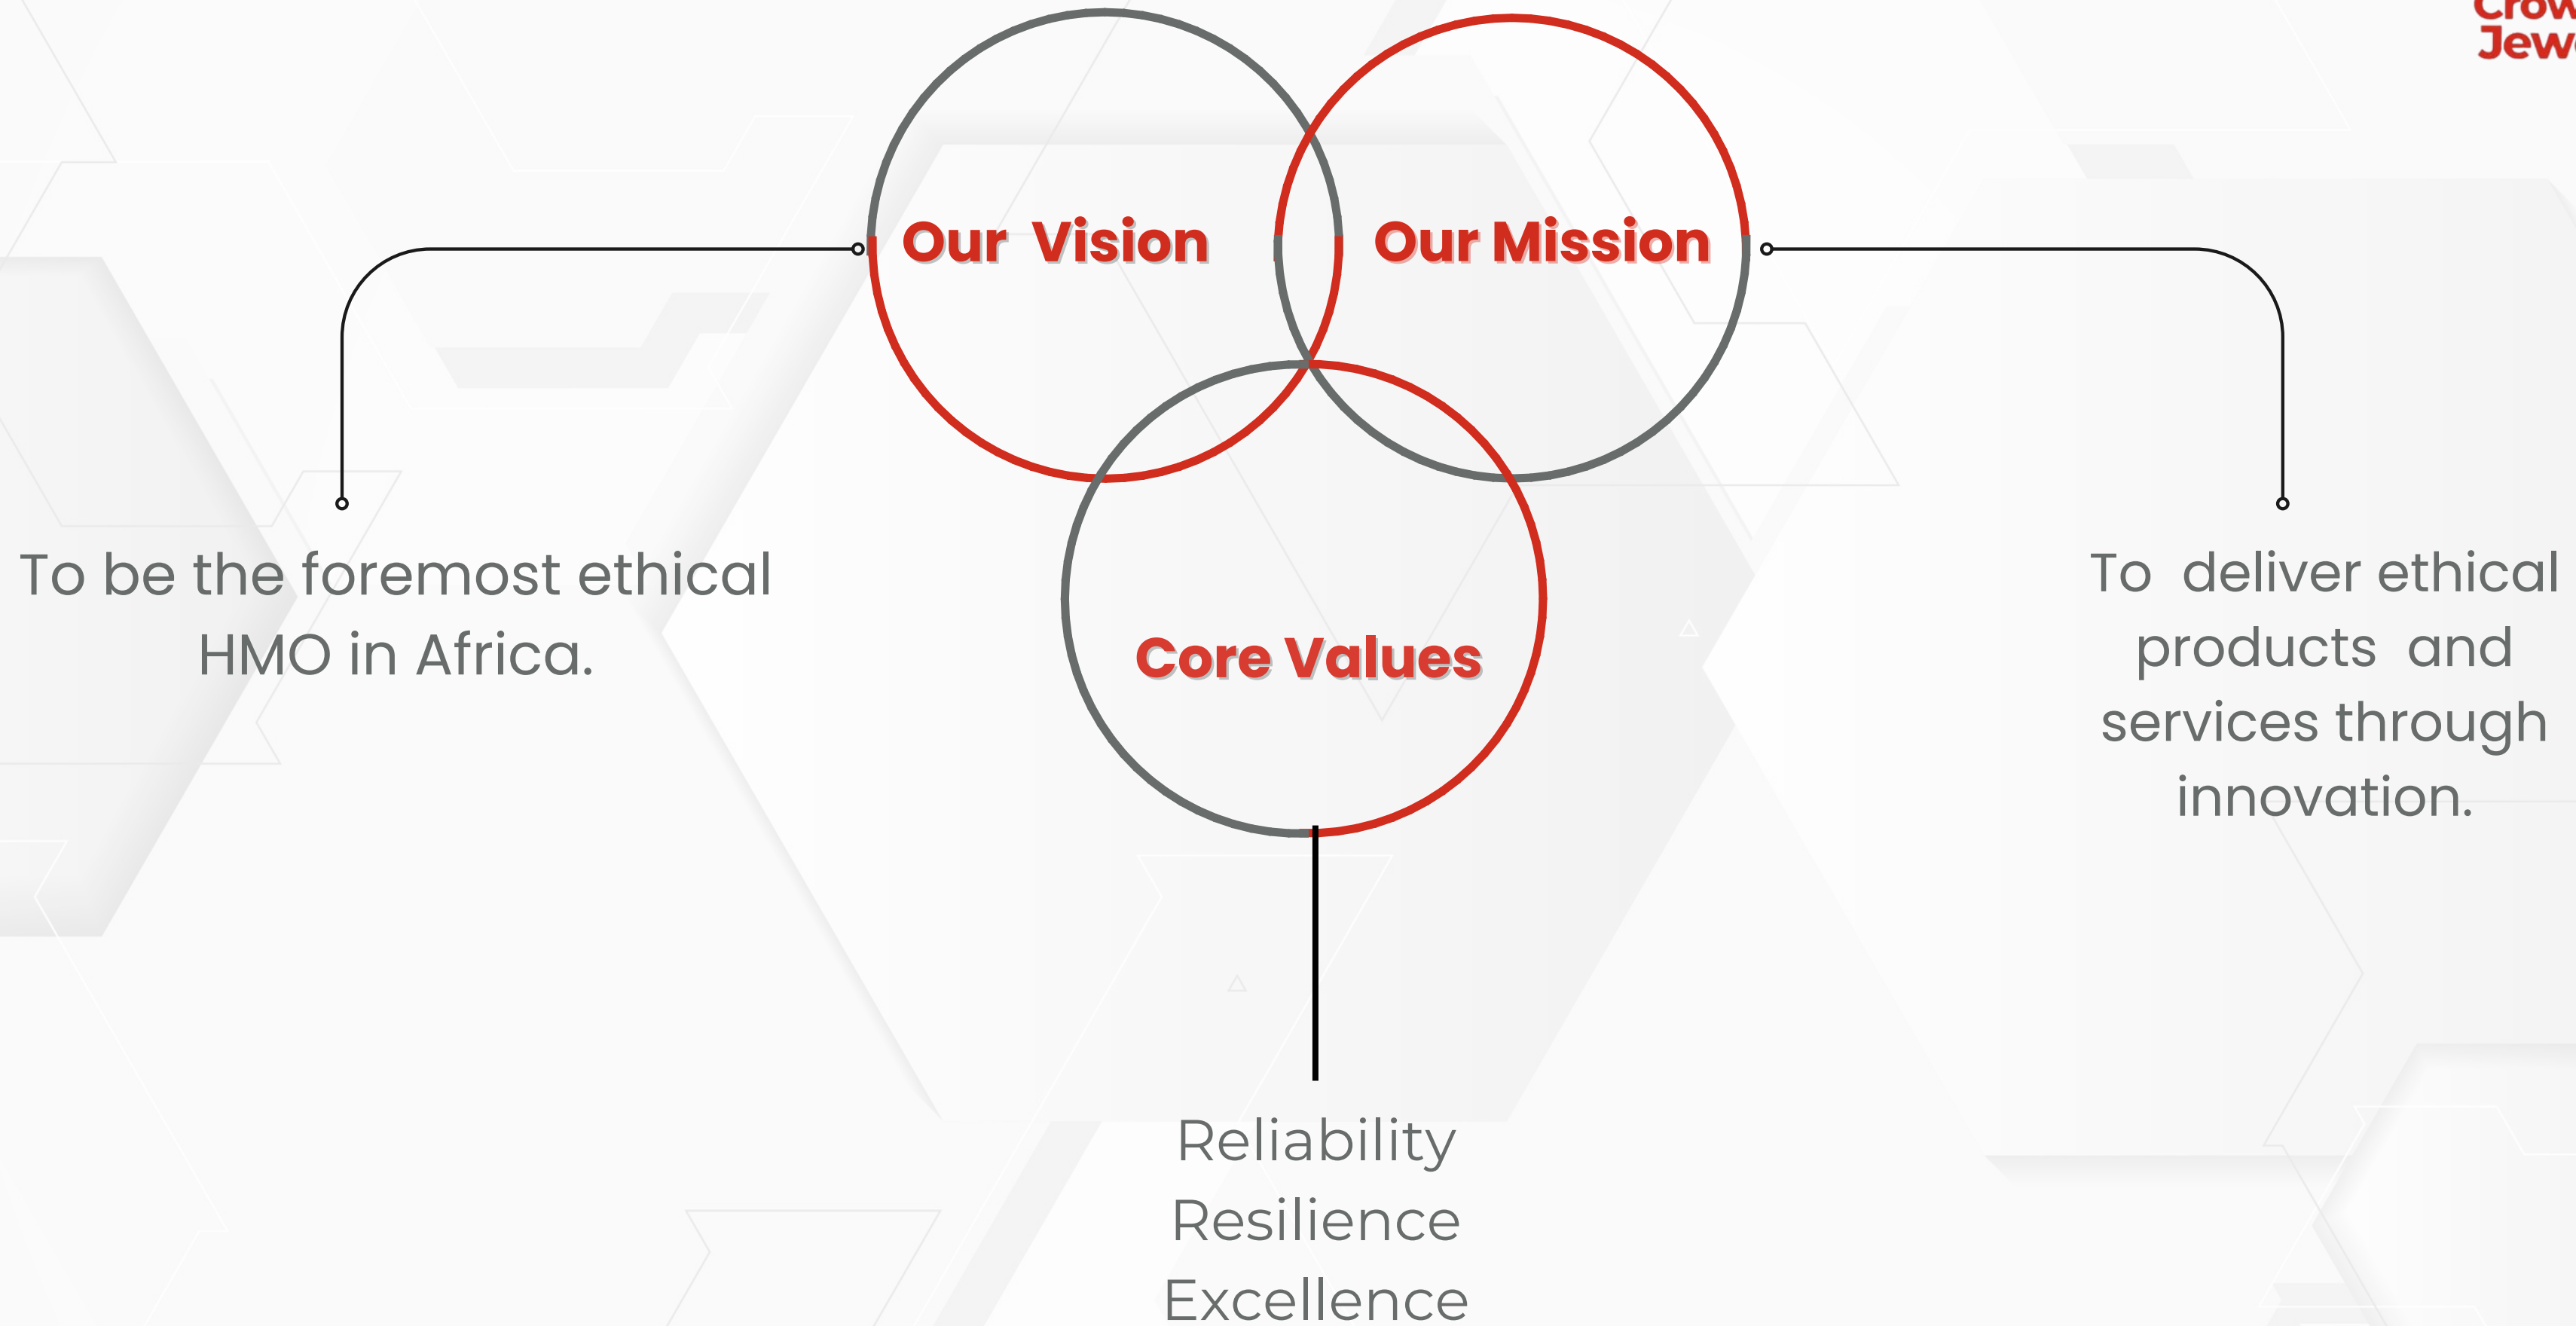 Our Vision
Our Mission
To be the foremost ethical
HMO in Africa.
Core Values
To deliver ethical
products and
services through
innovation.
Reliability
Resilience
Excellence